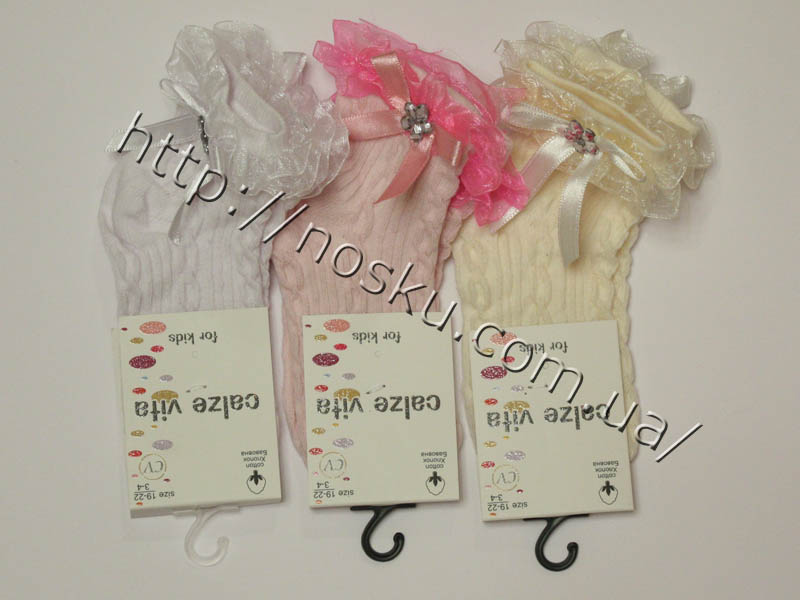 http://nosku.com.ua/
for kids
calze vita
cotton
Хлопок
Бавовна
CV
size 19-22
3-4
for kids
calze vita
cotton
Хлопок
Бавовна
CV
size 19-22
3-4
for kids
calze vita
cotton
Хлопок
Бавовна
CV
size 19-22
3-4